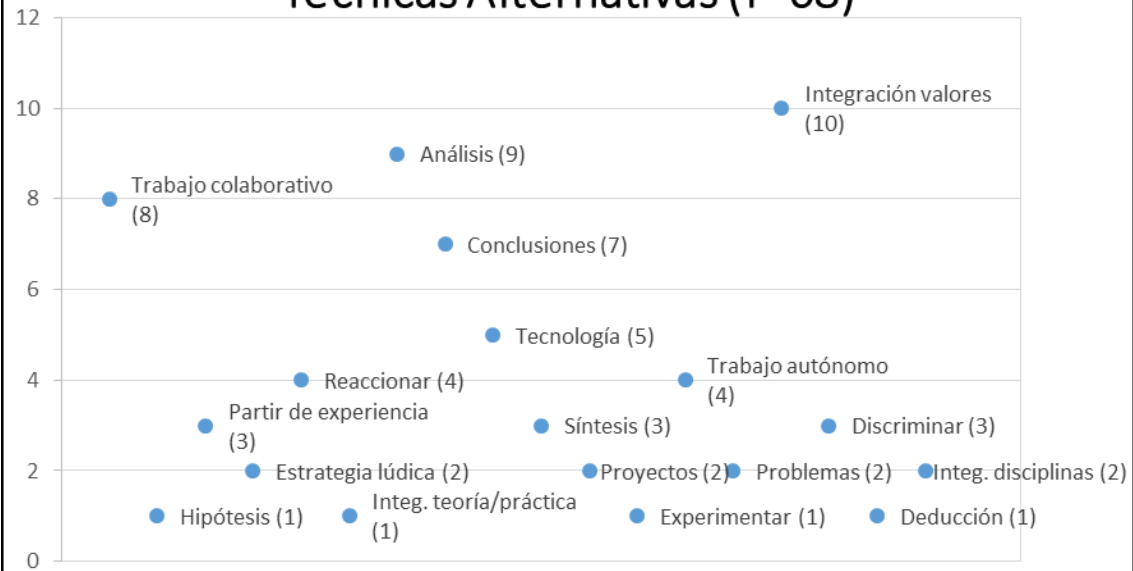 Técnicas Alternativas
12
10
8
6
4
2
0
Integración valores
(10)
Análisis (9)
Trabajo colaborativo
(8)
Conclusiones (7)
Tecnología (5)
Trabajo autónomo
(4)
Reaccionar (4)
Partir de experiencia
(3)
Síntesis (3)
Discriminar (3)
Estrategia lúdica (2)
Proyectos (2)
Problemas (2)
Integ. disciplinas (2)
Hipótesis (1)
Integ. teoría/práctica
(1)
Experimentar (1)
Deducción (1)